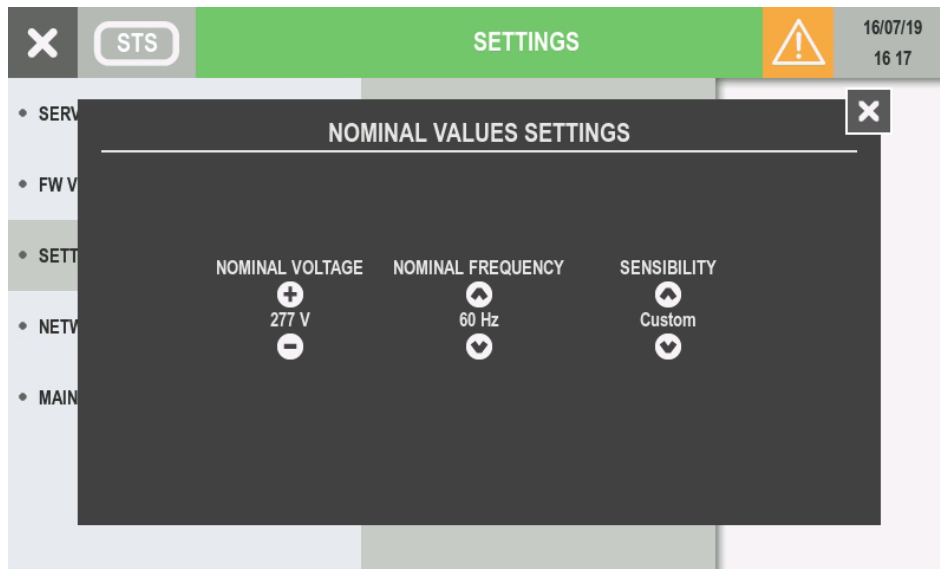 STS
SETTINGS
16/07/19
16 17
NOMINAL VALUES SETTINGS
• SERV
• FW V
• SETT
• NETW
• MAIN
NOMINAL VOLTAGE NOMINAL FREQUENCY SENSIBILITY
277 V 60 Hz Custom